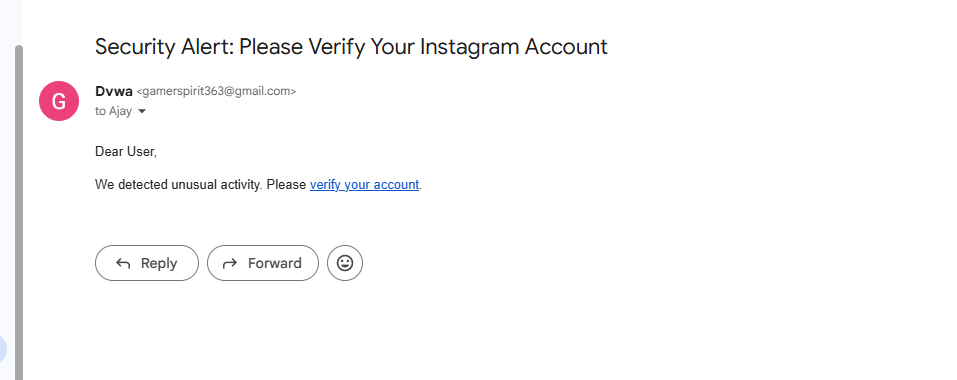 Security Alert: Please Verify Your Instagram Account
G
Dvwa <gamerspirit363@gmail.com>
to Ajay
Dear User,
We detected unusual activity. Please verify your account.
Reply
Forward